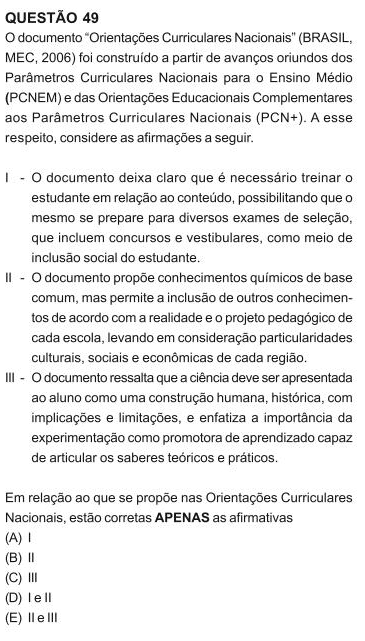 QUESTÃO 49
O documento “Orientações Curriculares Nacionais” (BRASIL,
MEC, 2006) foi construído a partir de avanços oriundos dos
Parâmetros Curriculares Nacionais para o Ensino Médio
(PCNEM) e das Orientações Educacionais Complementares
aos Parâmetros Curriculares Nacionais (PCN+). A esse
respeito, considere as afirmações a seguir.
I - O documento deixa claro que é necessário treinar o
estudante em relação ao conteúdo, possibilitando que o
mesmo se prepare para diversos exames de seleção,
que incluem concursos e vestibulares, como meio de
inclusão social do estudante.
II - O documento propõe conhecimentos químicos de base
comum, mas permite a inclusão de outros conhecimen-
tos de acordo com a realidade e o projeto pedagógico de
cada escola, levando em consideração particularidades
culturais, sociais e econômicas de cada região.
III - O documento ressalta que a ciência deve ser apresentada
ao aluno como uma construção humana, histórica, com
implicações e limitações, e enfatiza a importância da
experimentação como promotora de aprendizado capaz
de articular os saberes teóricos e práticos.
Em relação ao que se propõe nas Orientações Curriculares
Nacionais, estão corretas APENAS as afirmativas
(A) I
(B) II
(C) III
(D) I e II
(E) II e III